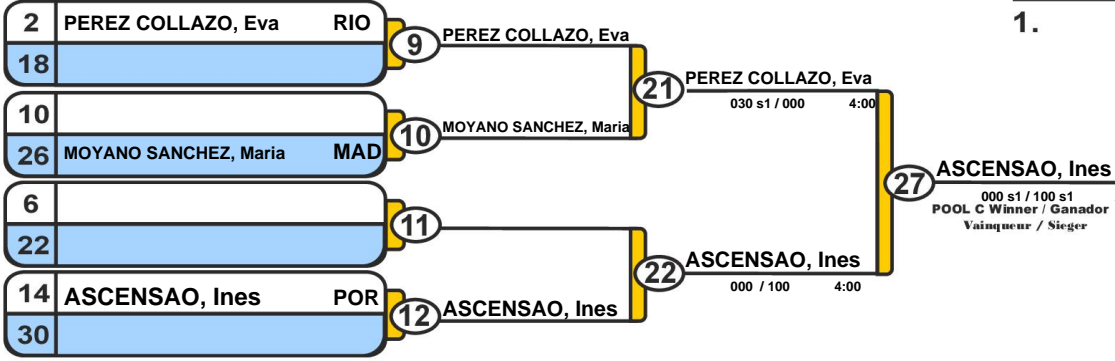 1.
2 PEREZ COLLAZO, Eva RIO
18
9 PEREZ COLLAZO, Eva
10
26 MOYANO SANCHEZ, Maria MAD
10 MOYANO SANCHEZ, Maria
21 PEREZ COLLAZO, Eva
030 s1 / 000 4:00
6
22
11
14 ASCENSAO, Ines POR
30
12 ASCENSAO, Ines
22 ASCENSAO, Ines
000 / 100 4:00
27 ASCENSAO, Ines
000 s1 / 100 s1
POOL C Winner / Ganador
Vainqueur / Sieger